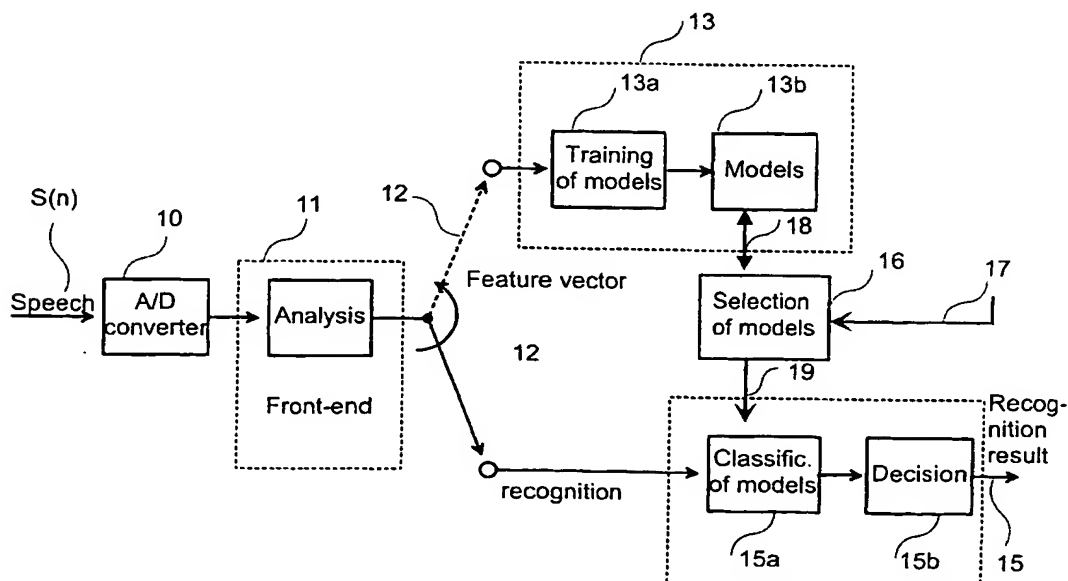 13
13a
13b
Training
of models
Models
S(n)
10
11
12
18
16
17
Speech
A/D
converter
Analysis
Feature vector
Selection
of models
12
19
Front-end
Recog-
nition
result
Classific.
of models
Decision
recognition
15a
15b
15